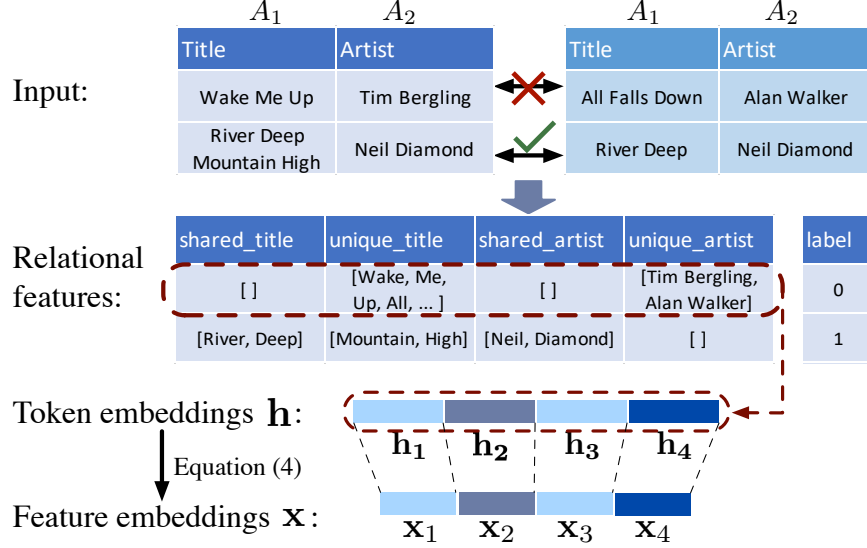 A1 A2 A1 A2
Title Artist Title Artist
Input: Wake Me Up Tim Bergling All Falls Down Alan Walker
River Deep
Mountain High Neil Diamond River Deep Neil Diamond
shared_title unique_title shared_artist unique_artist label
Relational
features:
[ ] [Wake, Me,
Up, All, ... ] [ ] [Tim Bergling,
Alan Walker] 0
[River, Deep] [Mountain, High] [Neil, Diamond] [ ] 1
Token embeddings h:
h1 h2 h3 h4
Equation (4)
Feature embeddings x:
x1 x2 x3 x4